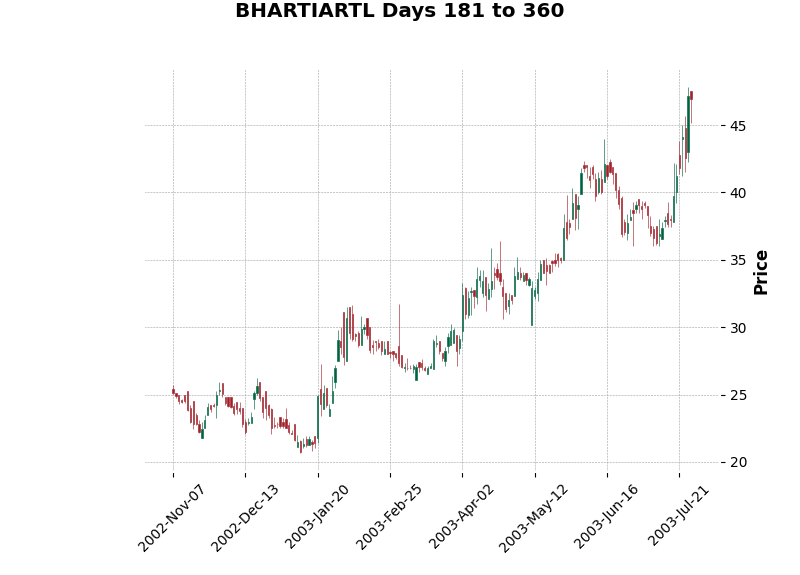 BHARTIARTL Days 181 to 360
45
40
35
30
25
20
Price
2002-Nov-07
2002-Dec-13
2003-Jan-20
2003-Feb-25
2003-Apr-02
2003-May-12
2003-Jun-16
2003-Jul-21